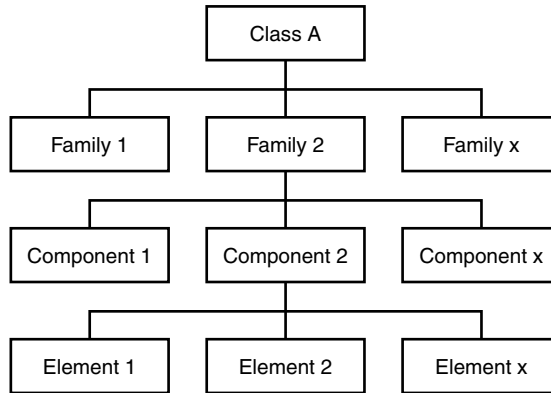 Class A
Family 1
Family 2
Family x
Component 1
Component 2
Component x
Element 1
Element 2
Element x